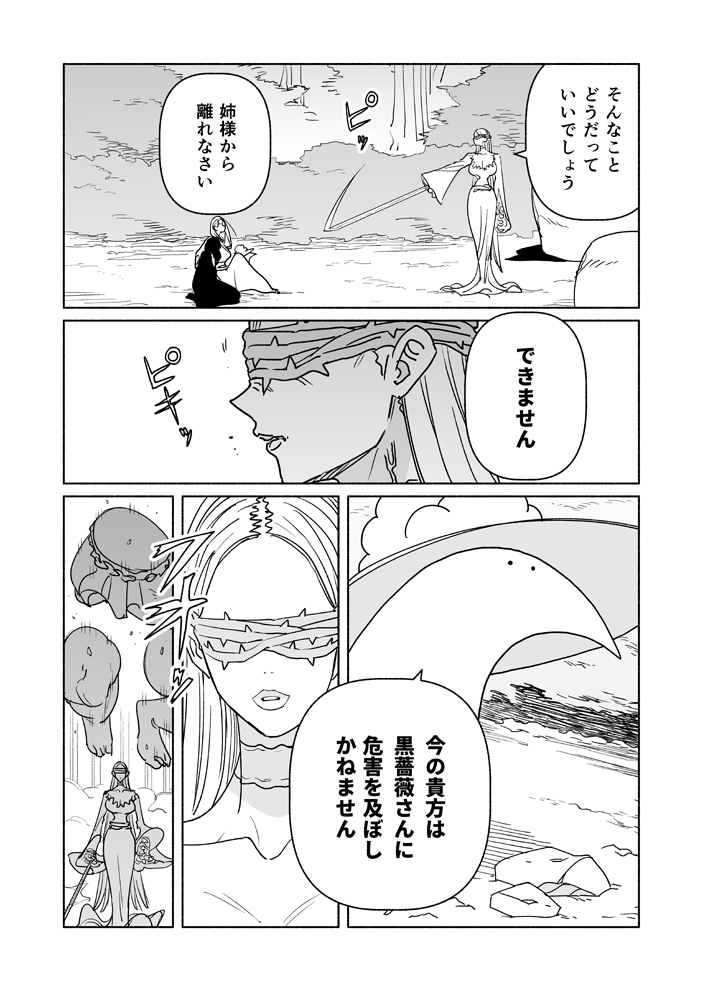 そんなこと
どうだって
いいでしょう
ピッ
姉様から
離れなさい
できません
ピキッ
今の貴方は
黒薔薇さんに
危害を及ぼし
かねません
ブチッ